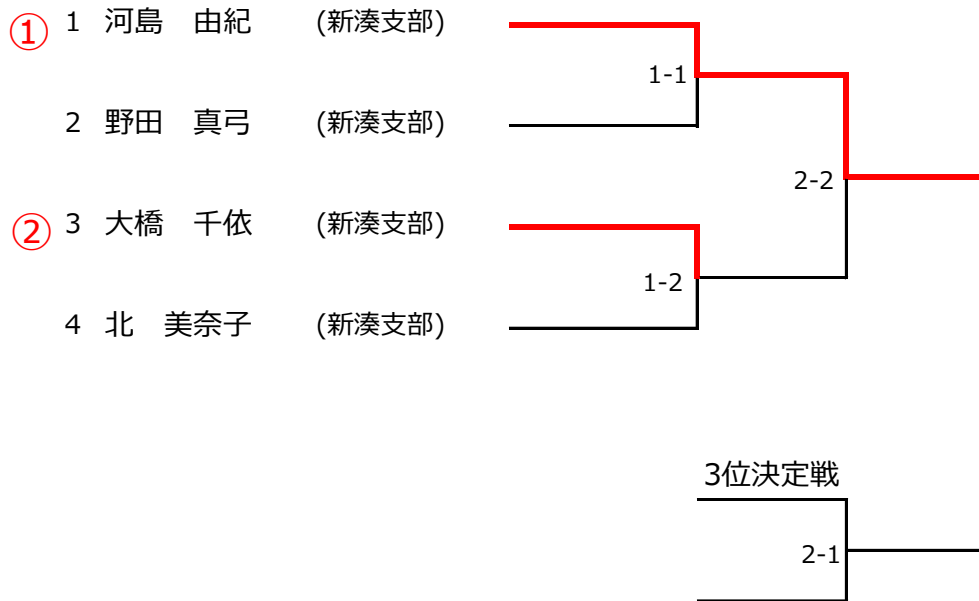 ① 1 河島　由紀 (新湊支部)
1-1
2 野田　真弓 (新湊支部)
2-2
② 3 大橋　千依 (新湊支部)
1-2
4 北　美奈子 (新湊支部)
3位決定戦
2-1